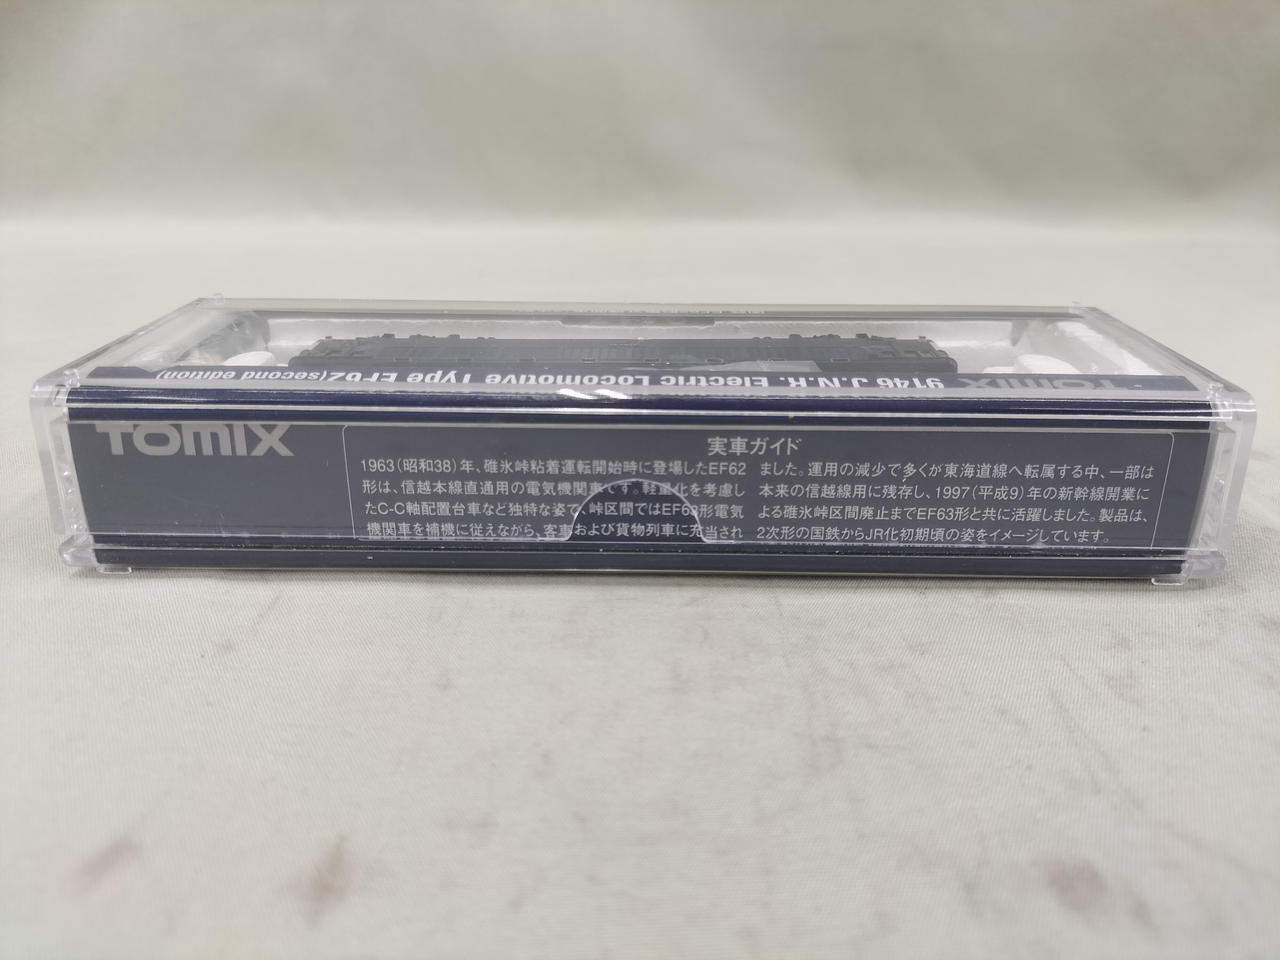 9146 J.N.R. Electric Locomotive Type EF62(second edition)
TOMIX
TOMIX
実車ガイド
1963(昭和38)年、碓氷峠粘着運転開始時に登場したEF62
形は、信越本線直通用の電気機関車です。軽量化を考慮し
たC-C軸配置台車など独特な姿で、峠区間ではEF63形電気
機関車を補機に従えながら、客車および貨物列車に充当され
ました。運用の減少で多くが東海道線へ転属する中、一部は
本来の信越線用に残存し、1997(平成9)年の新幹線開業に
よる碓氷峠区間廃止までEF63形と共に活躍しました。製品は、
2次形の国鉄からJR化初期頃の姿をイメージしています。